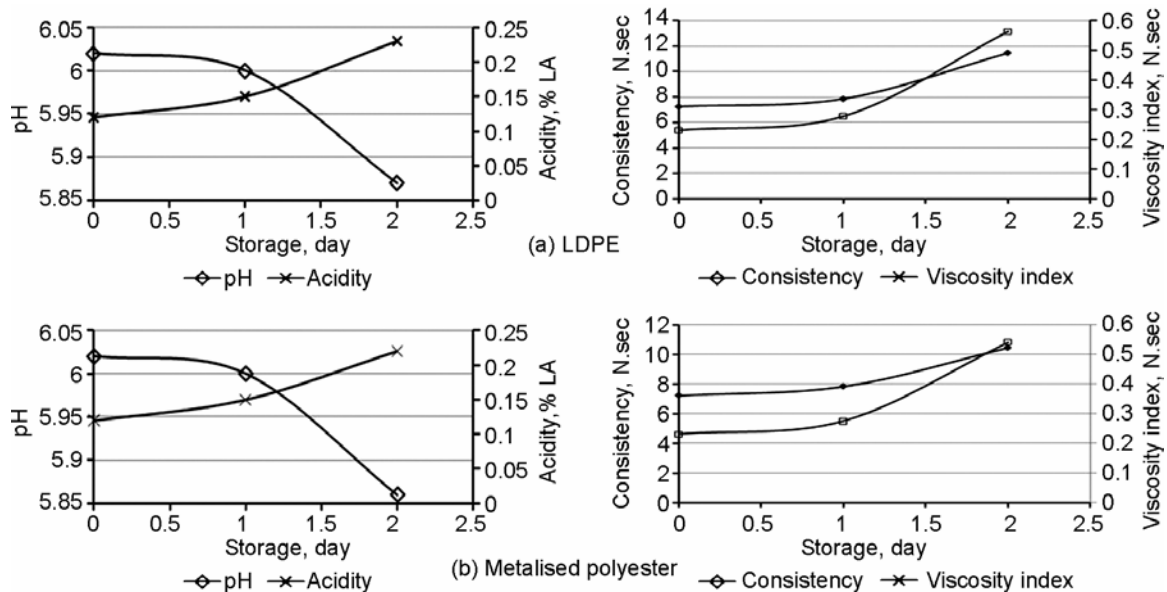 6.05
6
5.95
5.9
5.85
pH
0.25
0.2
0.15
0.1
0.05
0
Acidity,% LA
0 0.5 1 1.5 2 2.5
Storage, day
pH Acidity
14
12
10
8
6
4
2
0
Consistency, N.sec
0.6
0.5
0.4
0.3
0.2
0.1
0
Viscosity index, N.sec
0 0.5 1 1.5 2 2.5
Storage, day
Consistency Viscosity index
(a) LDPE
6.05
6
5.95
5.9
5.85
pH
0.25
0.2
0.15
0.1
0.05
0
Acidity,% LA
0 0.5 1 1.5 2 2.5
Storage, day
pH Acidity
12
10
8
6
4
2
0
Consistency, N.sec
0.6
0.5
0.4
0.3
0.2
0.1
0
Viscosity index, N.sec
0 0.5 1 1.5 2 2.5
Storage, day
Consistency Viscosity index
(b) Metalised polyester